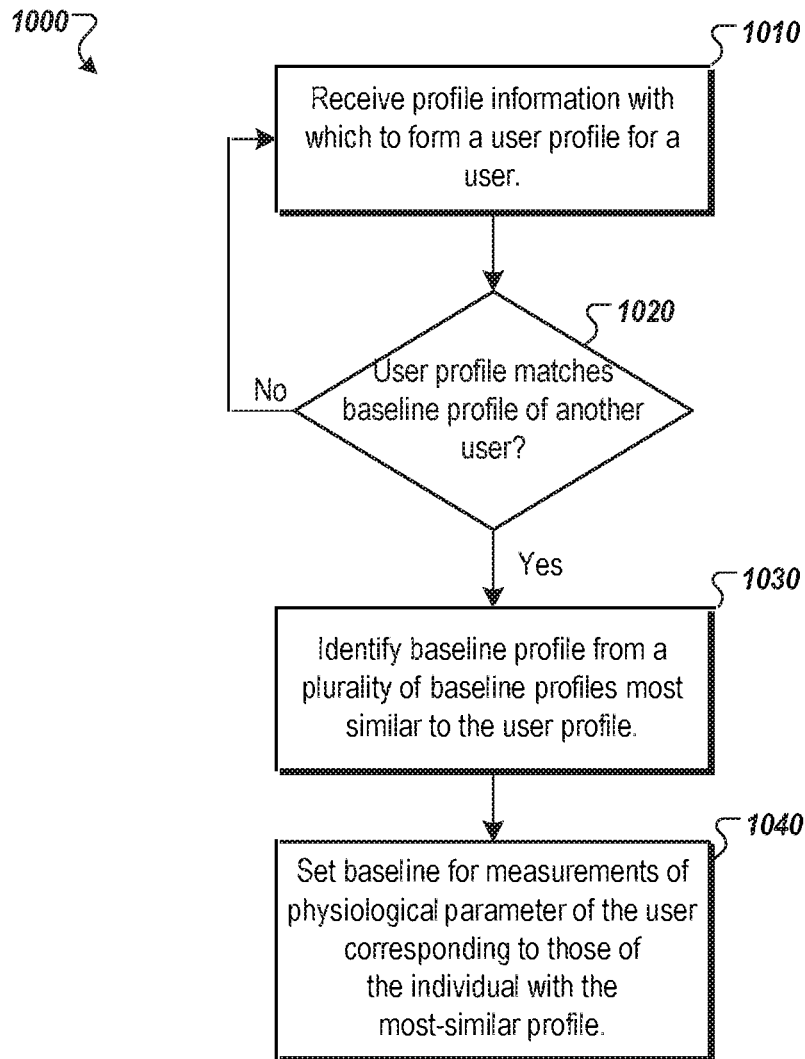 1000
1010
Receive profile information with
which to form a user profile for a
user.
1020
User profile matches
baseline profile of another
user?
No
Yes
1030
Identify baseline profile from a
plurality of baseline profiles most
similar to the user profile.
1040
Set baseline for measurements of
physiological parameter of the user
corresponding to those of
the individual with the
most-similar profile.